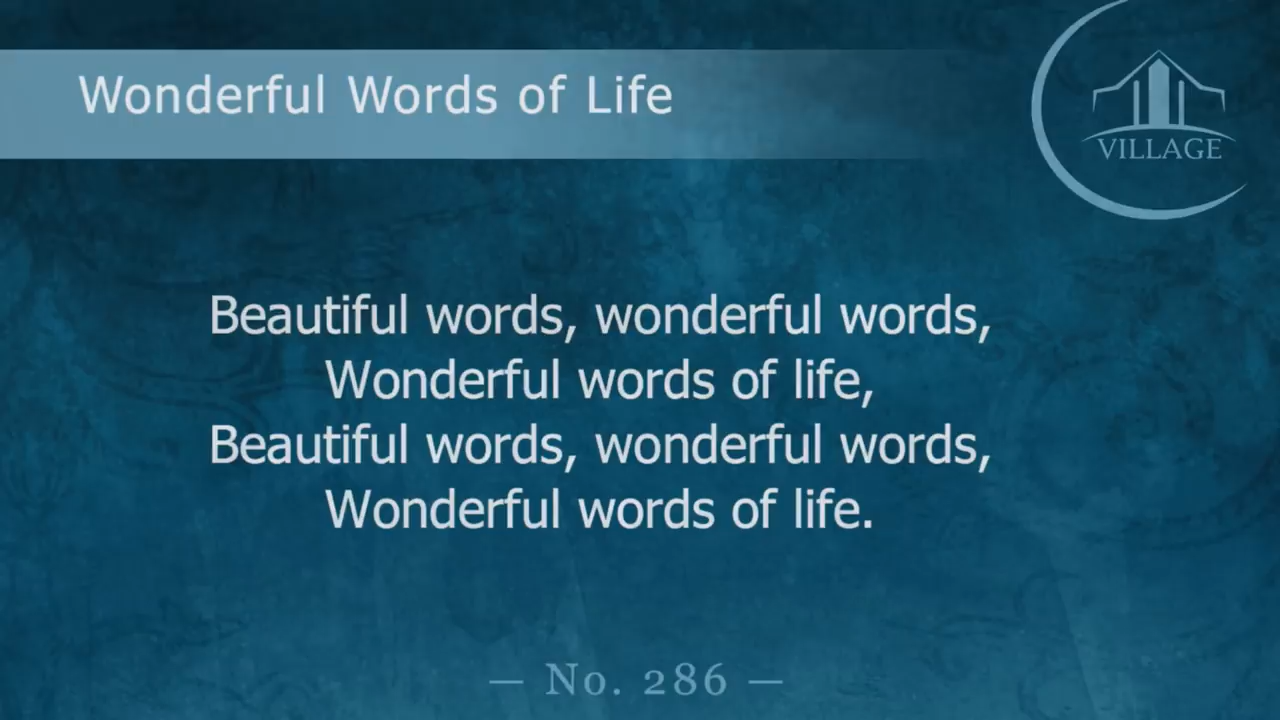 Wonderful Words of Life
VILLAGE
Beautiful words, wonderful words,
Wonderful words of life,
Beautiful words, wonderful words,
Wonderful words of life.
— No. 286 —